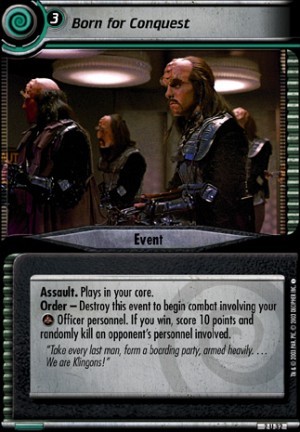 3
Born for Conquest
Event
Assault. Plays in your core.
Order – Destroy this event to begin combat involving your
Officer personnel. If you win, score 10 points and
randomly kill an opponent's personnel involved.
"Take every last man, form a boarding party, armed heavily. . . .
We are Klingons!"
2 U 32